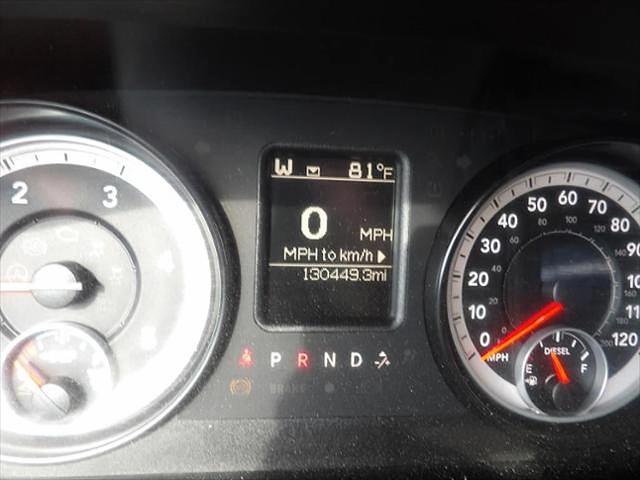 2 3
W 81°F
0 MPH
MPH to km/h
130449.3mi
P R N D
BRAKE
0 10 20 30 40 50 60 70 80 120
MPH
DIESEL
E F